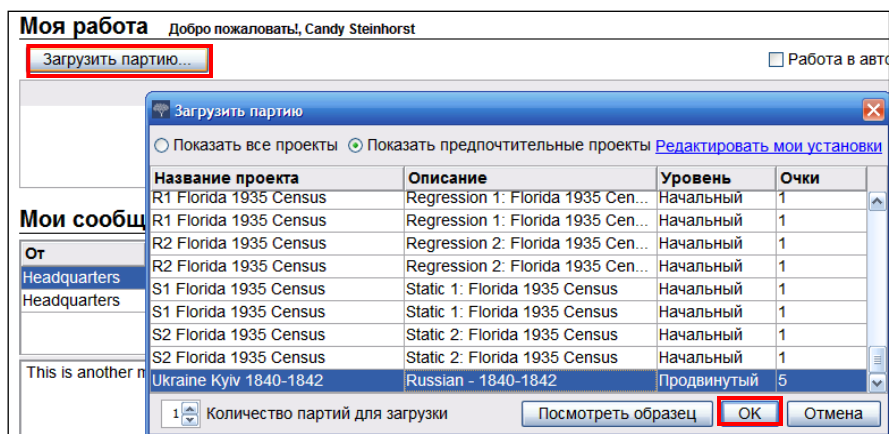 Моя работа Добро пожаловать!, Candy Steinhorst
Загрузить партию...
Работа в авто
Загрузить партию
Показать все проекты Показать предпочтительные проекты Редактировать мои установки
Название проекта Описание Уровень Очки
R1 Florida 1935 Census Regression 1: Florida 1935 Cen... Начальный 1
R1 Florida 1935 Census Regression 1: Florida 1935 Cen... Начальный 1
R2 Florida 1935 Census Regression 2: Florida 1935 Cen... Начальный 1
R2 Florida 1935 Census Regression 2: Florida 1935 Cen... Начальный 1
S1 Florida 1935 Census Static 1: Florida 1935 Census Начальный 1
S1 Florida 1935 Census Static 1: Florida 1935 Census Начальный 1
S2 Florida 1935 Census Static 2: Florida 1935 Census Начальный 1
S2 Florida 1935 Census Static 2: Florida 1935 Census Начальный 1
Ukraine Kyiv 1840-1842 Russian - 1840-1842 Продвинутый 5
1 Количество партий для загрузки Посмотреть образец OK Отмена
Мои сообщ
От
Headquarters
Headquarters
This is another m